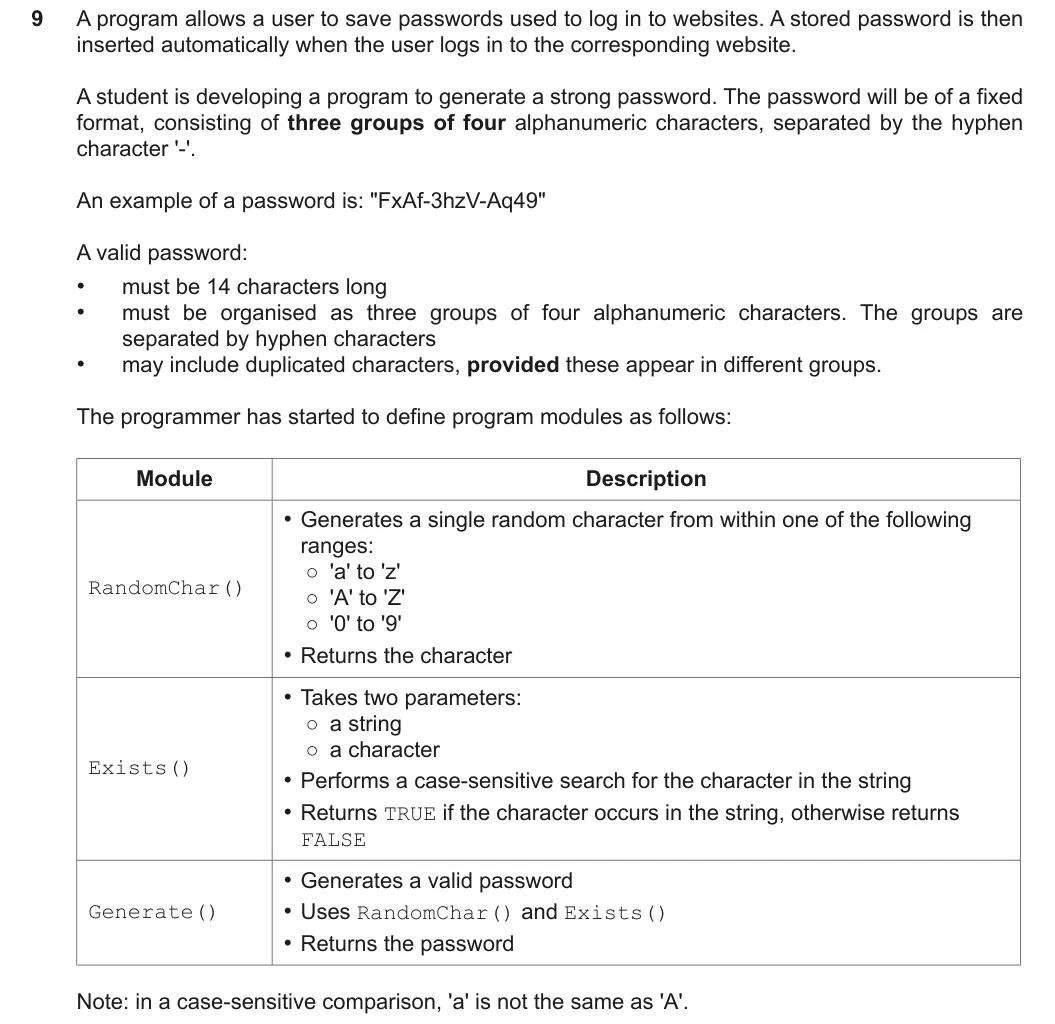 9 A program allows a user to save passwords used to log in to websites. A stored password is then
inserted automatically when the user logs in to the corresponding website.
A student is developing a program to generate a strong password. The password will be of a fixed
format, consisting of three groups of four alphanumeric characters, separated by the hyphen
character '-'.
An example of a password is: "FxAf-3hzV-Aq49"
A valid password:
• must be 14 characters long
• must be organised as three groups of four alphanumeric characters. The groups are
separated by hyphen characters
• may include duplicated characters, provided these appear in different groups.
The programmer has started to define program modules as follows:
Module Description
RandomChar()
• Generates a single random character from within one of the following
ranges:
○ 'a' to 'z'
○ 'A' to 'Z'
○ '0' to '9'
• Returns the character
Exists()
• Takes two parameters:
○ a string
○ a character
• Performs a case-sensitive search for the character in the string
• Returns TRUE if the character occurs in the string, otherwise returns
FALSE
Generate()
• Generates a valid password
• Uses RandomChar() and Exists()
• Returns the password
Note: in a case-sensitive comparison, 'a' is not the same as 'A'.